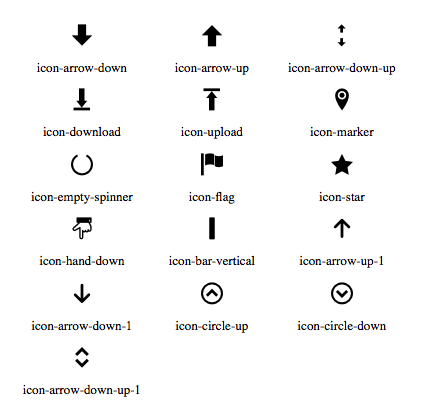 icon-arrow-down
icon-arrow-up
icon-arrow-down-up
icon-download
icon-upload
icon-marker
icon-empty-spinner
icon-flag
icon-star
icon-hand-down
icon-bar-vertical
icon-arrow-up-1
icon-arrow-down-1
icon-circle-up
icon-circle-down
icon-arrow-down-up-1